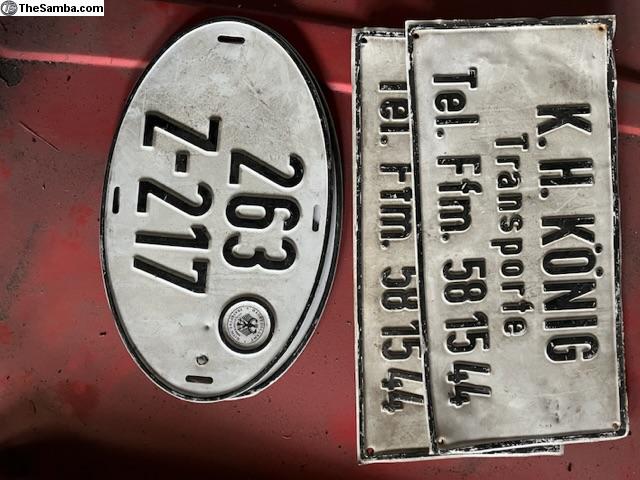 TheSamba.com
263
Z-217
K. H. KÖNIG
Transporte
Tel. Ffm. 58 15 44
Tel. Ffm. 58 15 44